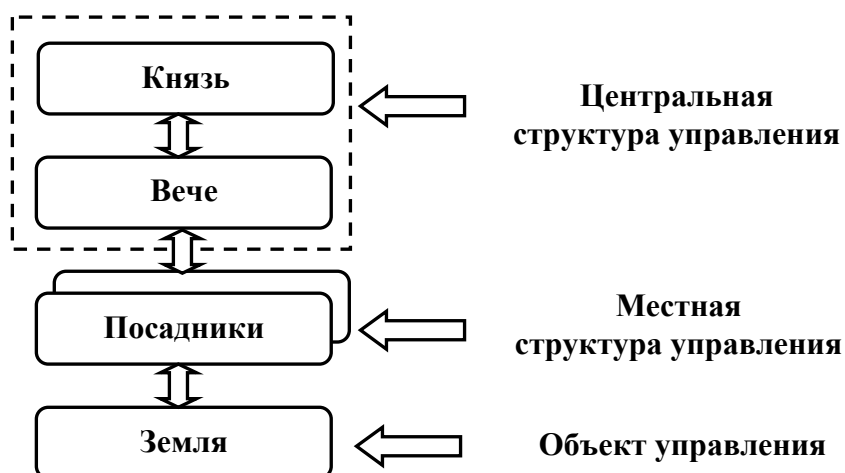 Князь
Центральная
структура управления
Вече
Посадники
Местная
структура управления
Земля
Объект управления